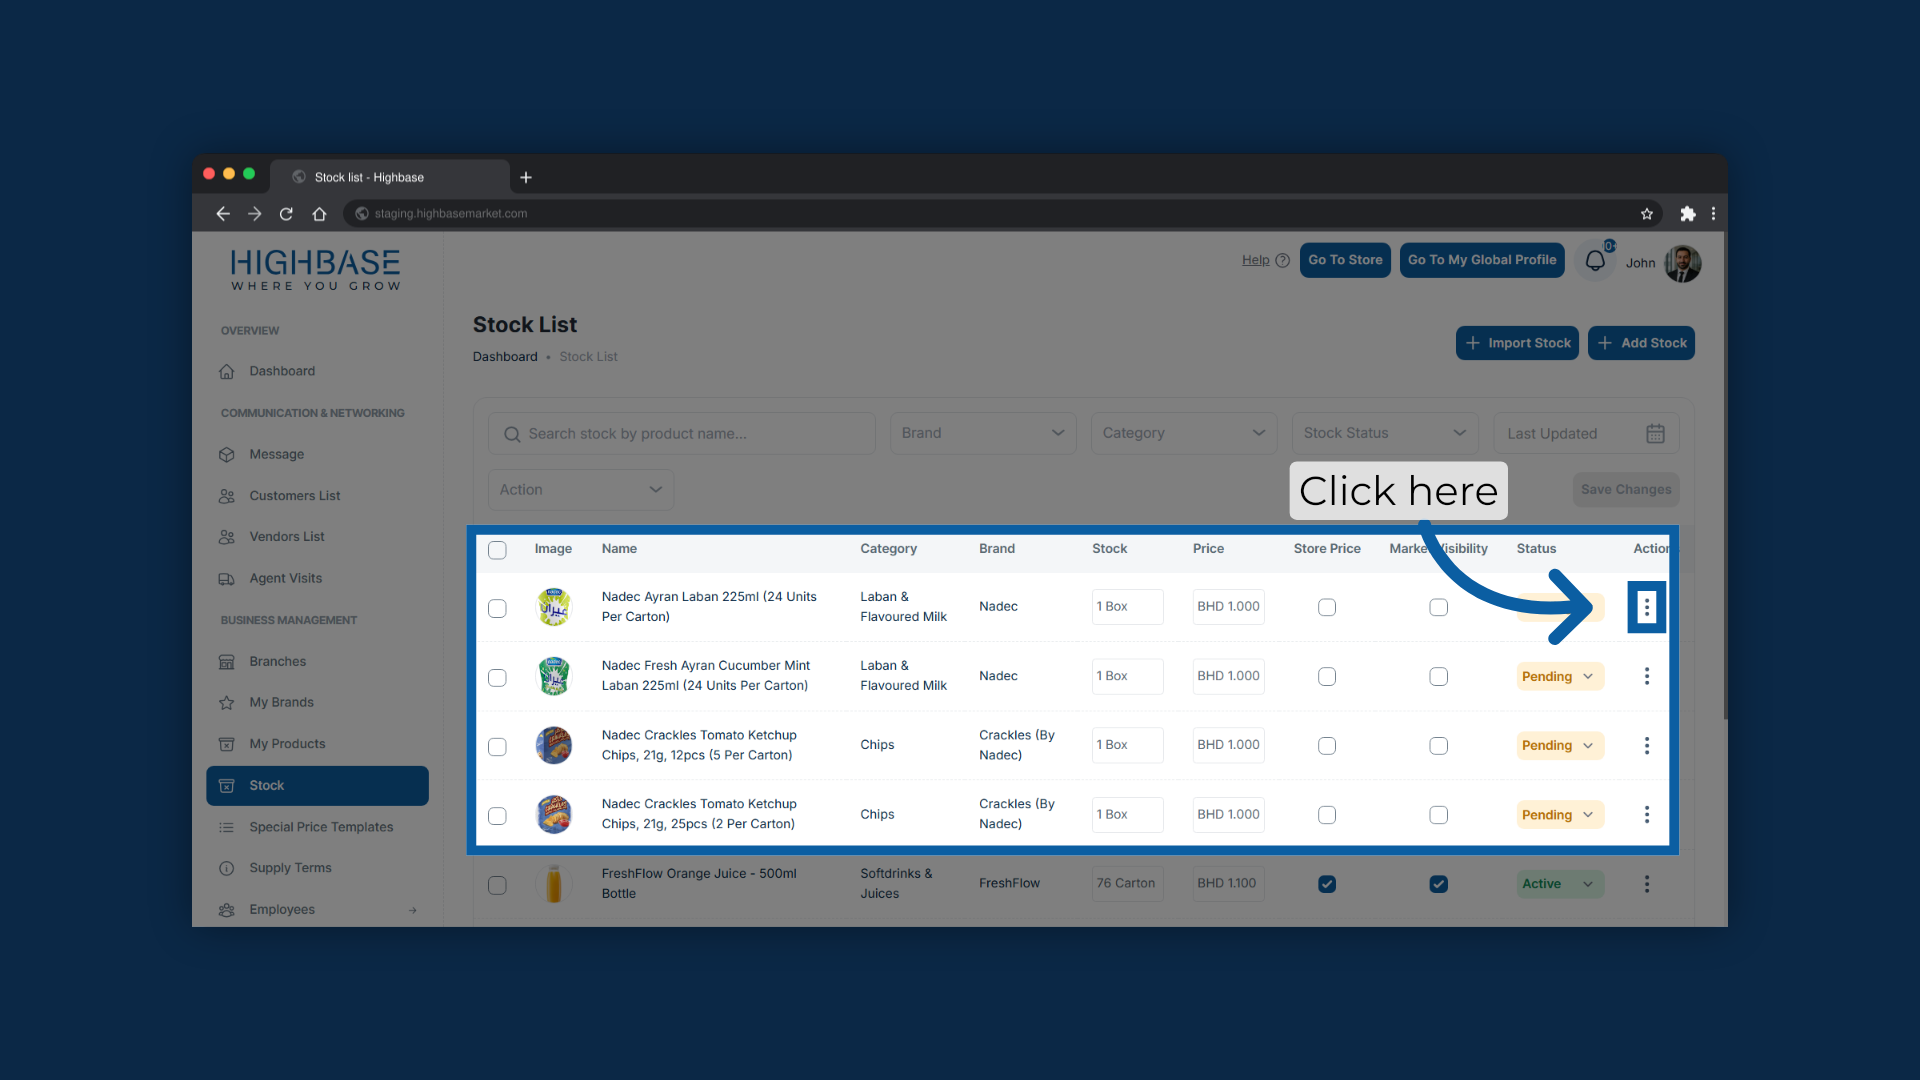 Stock list - Highbase
staging.highbasemarket.com
HIGHBASE
WHERE YOU GROW
Help
Go To Store
Go To My Global Profile
John
OVERVIEW
Dashboard
COMMUNICATION & NETWORKING
Message
Customers List
Vendors List
Agent Visits
BUSINESS MANAGEMENT
Branches
My Brands
My Products
Stock
Special Price Templates
Supply Terms
Employees
Stock List
Dashboard • Stock List
Import Stock
Add Stock
Search stock by product name...
Brand
Category
Stock Status
Last Updated
Action
Click here
Save Changes
Image Name Category Brand Stock Price Store Price Status
Nadec Ayran Laban 225ml (24 Units
Per Carton)
Laban &
Flavoured Milk
Nadec
1 Box
BHD 1.000
Nadec Fresh Ayran Cucumber Mint
Laban 225ml (24 Units Per Carton)
Laban &
Flavoured Milk
Nadec
1 Box
BHD 1.000
Pending
Nadec Crackles Tomato Ketchup
Chips, 21g, 12pcs (5 Per Carton)
Chips
Crackles (By
Nadec)
1 Box
BHD 1.000
Pending
Nadec Crackles Tomato Ketchup
Chips, 21g, 25pcs (2 Per Carton)
Chips
Crackles (By
Nadec)
1 Box
BHD 1.000
Pending
FreshFlow Orange Juice - 500ml
Bottle
Softdrinks &
Juices
FreshFlow
76 Carton
BHD 1.100
Active